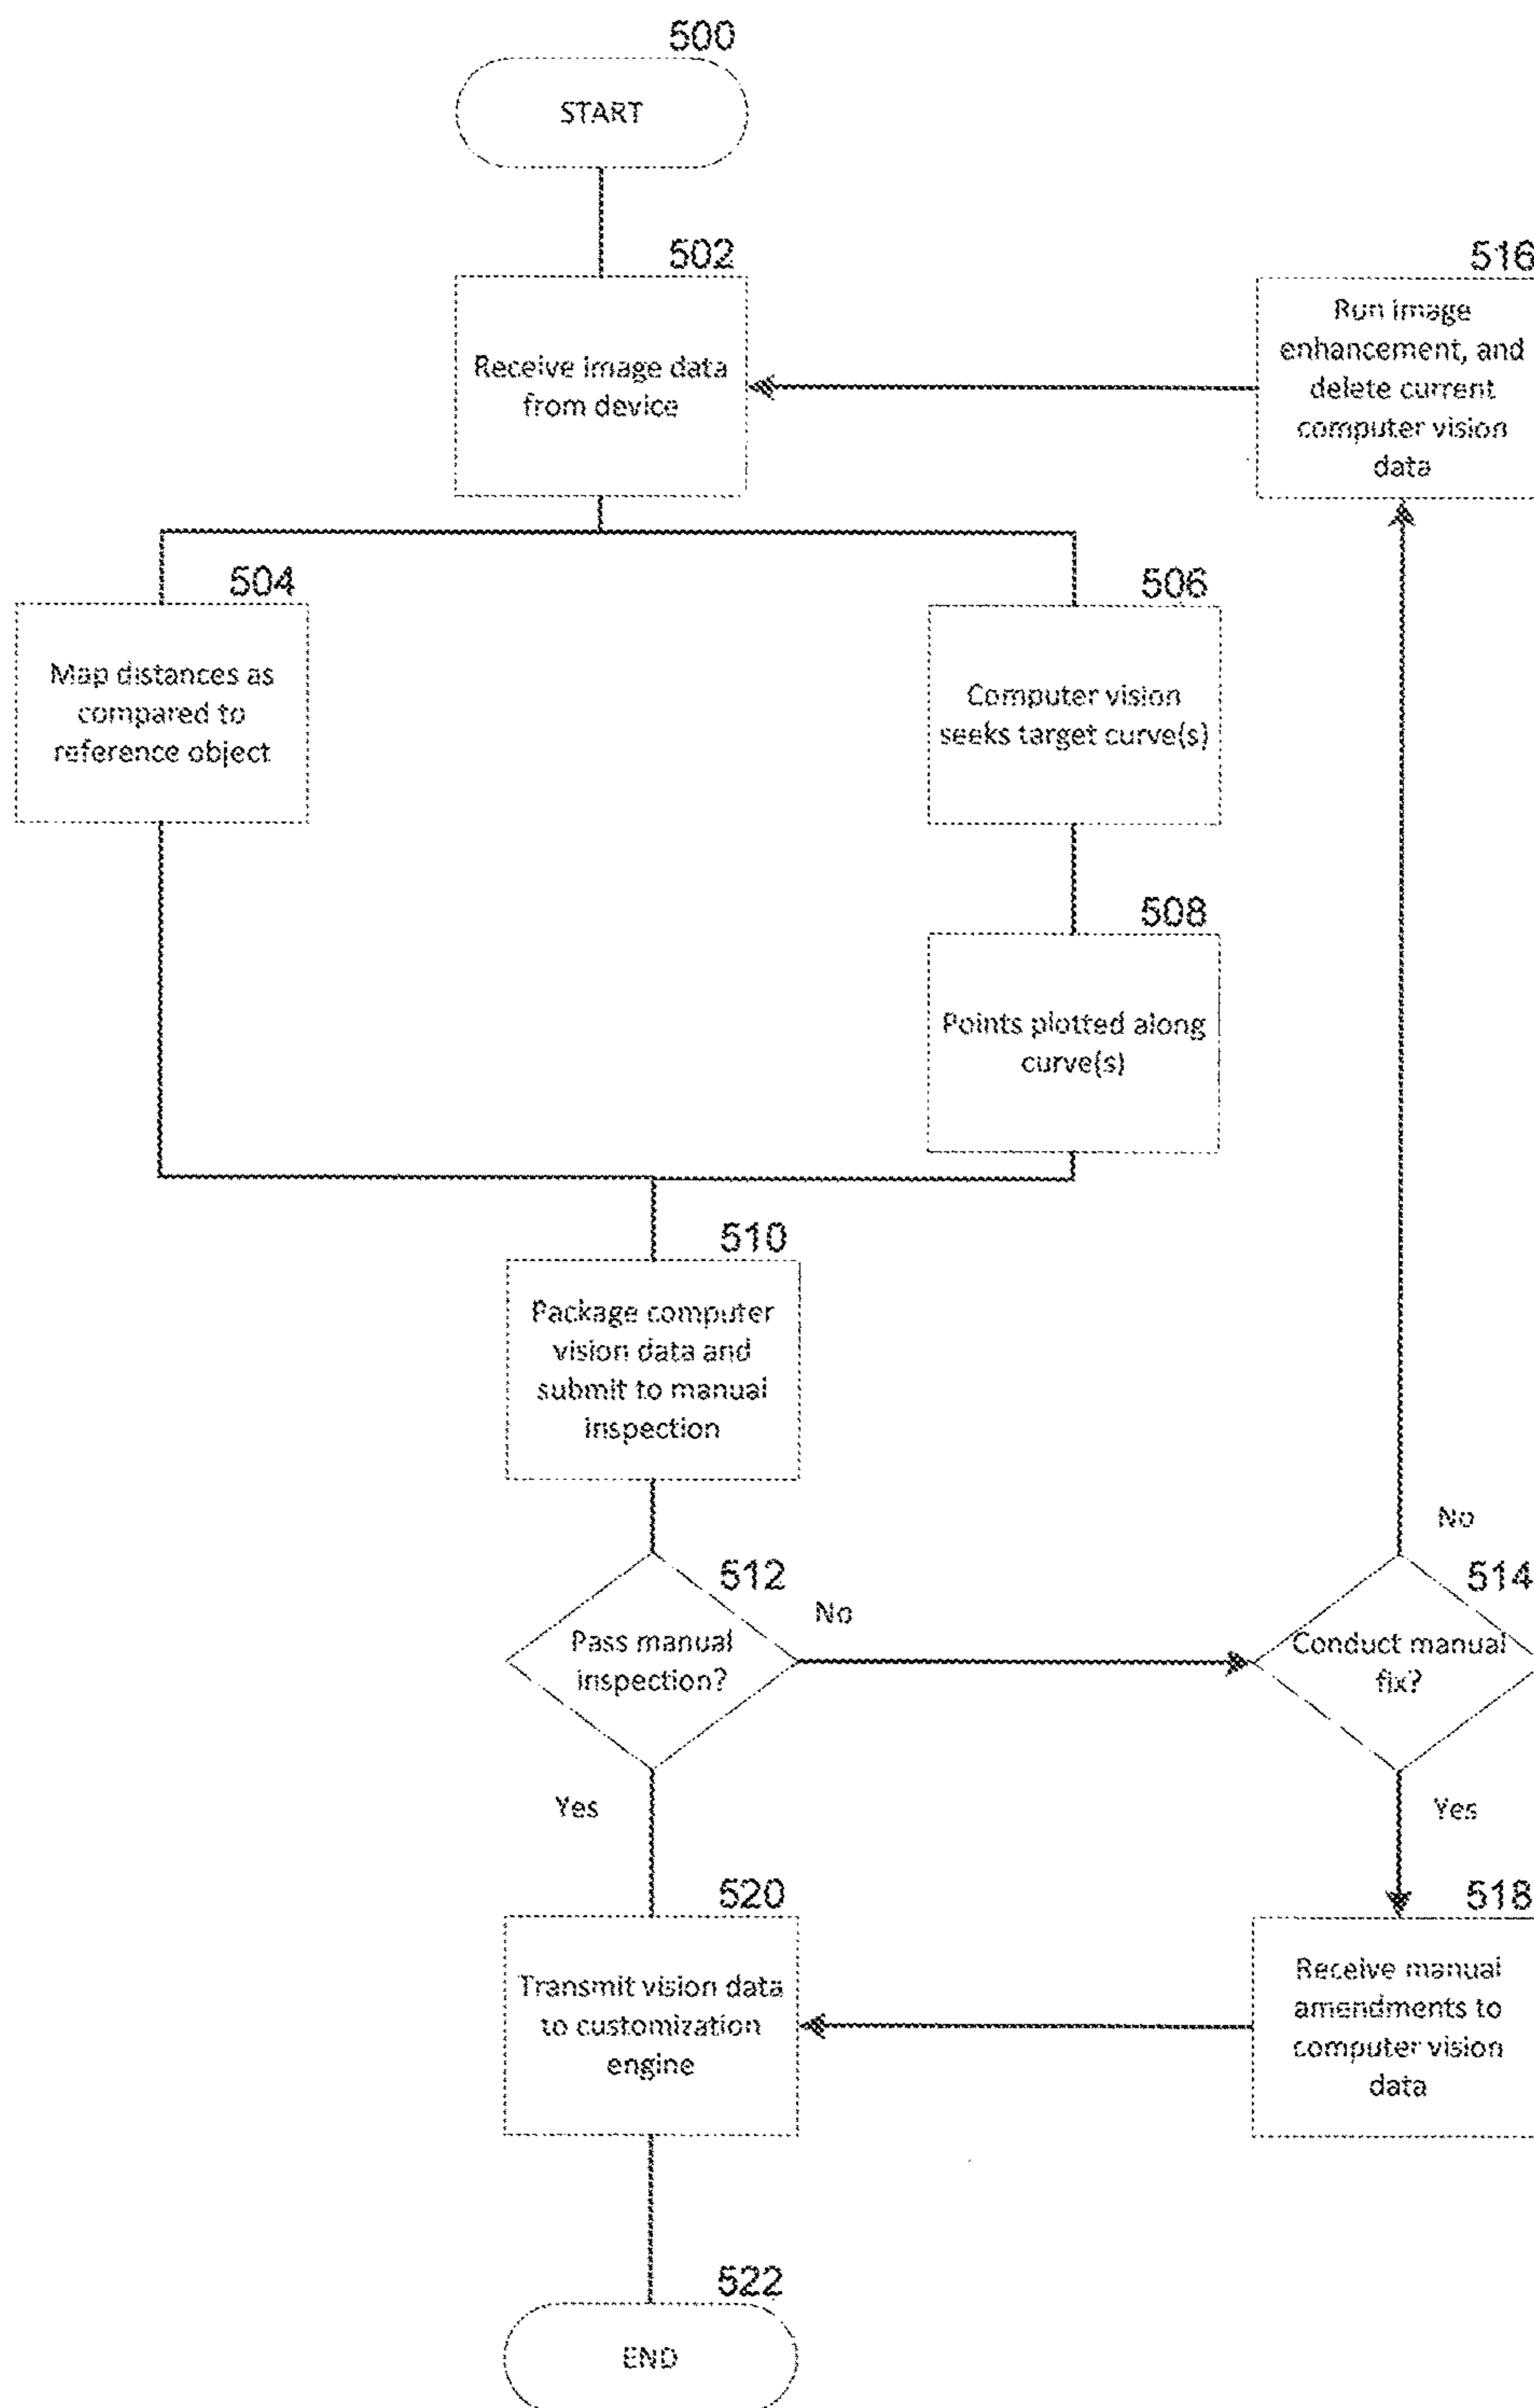 500
START
502
Receive image data
from device
516
Run image
enhancement, and
delete current
computer vision
data
504
Map distances as
compared to
reference object
506
Computer vision
seeks target curve(s)
508
Points plotted along
curve(s)
510
Package computer
vision data and
submit to manual
inspection
512
Pass manual
inspection?
No
Yes
514
Conduct manual
fix?
No
Yes
518
Receive manual
amendments to
computer vision
data
520
Transmit vision data
to customization
engine
522
END